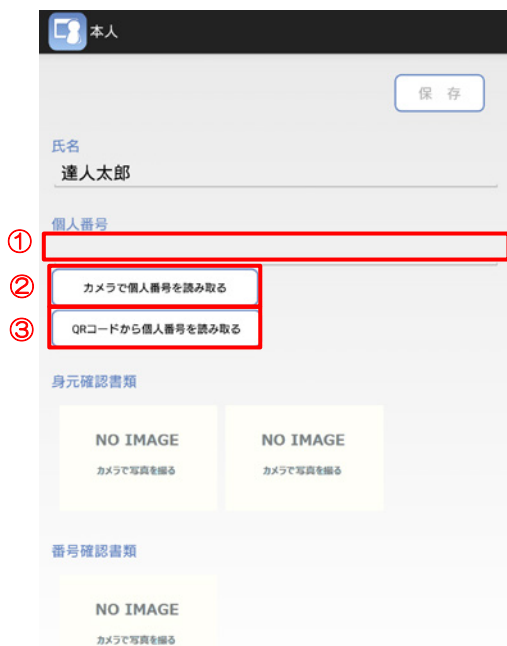 本人
保 存
氏名
達人太郎
個人番号
①
② カメラで個人番号を読み取る
③ QRコードから個人番号を読み取る
身元確認書類
NO IMAGE NO IMAGE
カメラで写真を撮る カメラで写真を撮る
番号確認書類
NO IMAGE
カメラで写真を撮る